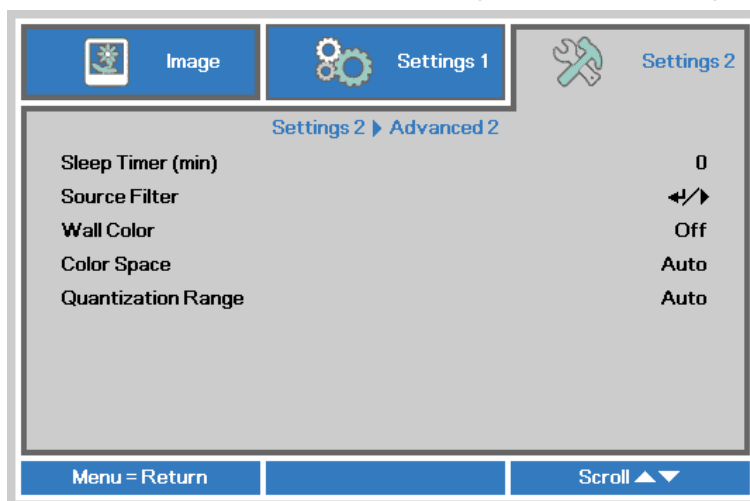 Image
Settings 1
Settings 2
Settings 2 ▶ Advanced 2
Sleep Timer (min) 0
Source Filter ↵/▶
Wall Color Off
Color Space Auto
Quantization Range Auto
Menu = Return
Scroll ▲▼